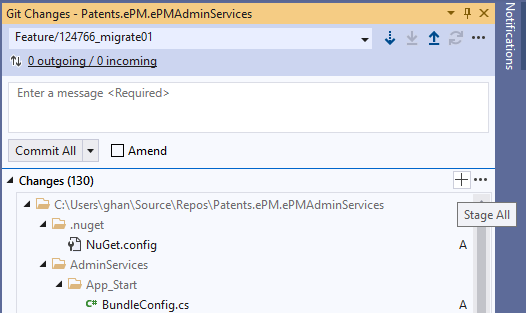 Git Changes - Patents.ePM.ePMAdminServices
Notifications
Feature/124766_migrate01
0 outgoing / 0 incoming
Enter a message <Required>
Commit All
Amend
Changes (130)
Stage All
C:\Users\ghan\Source\Repos\Patents.ePM.ePMAdminServices
.nuget
NuGet.config A
AdminServices
App_Start
C# BundleConfig.cs A